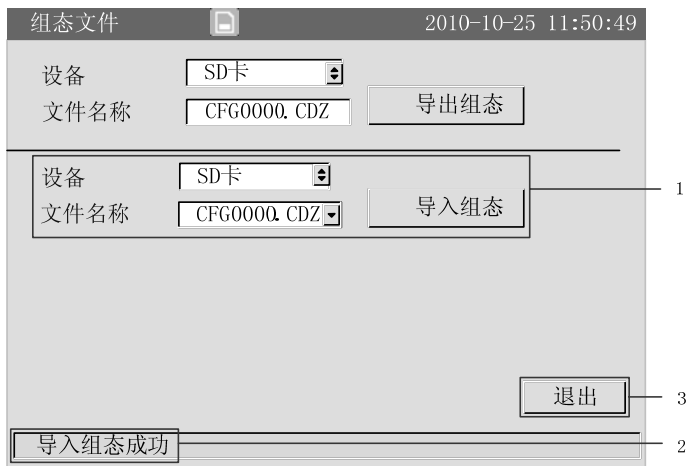 组态文件 2010-10-25 11:50:49
设备 SD卡
文件名称 CFG0000.CDZ 导出组态
设备 SD卡
文件名称 CFG0000.CDZ 导入组态
1
退出 3
导入组态成功 2